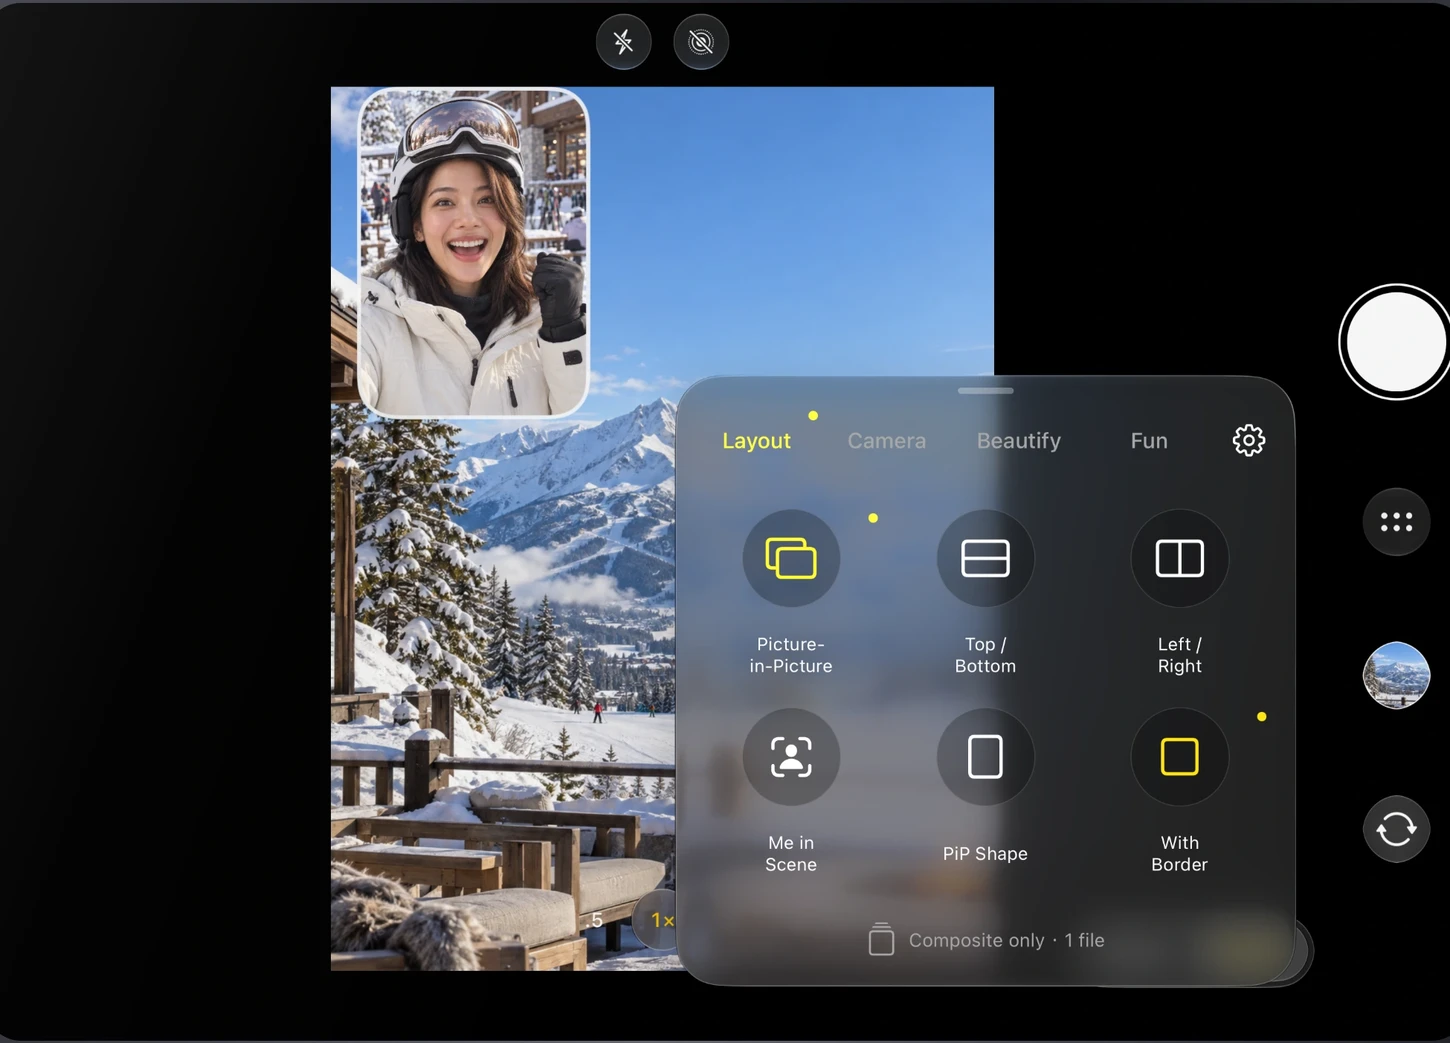 Layout
Camera
Beautify
Fun
Picture-
in-Picture
Top /
Bottom
Left /
Right
Me in
Scene
PiP Shape
With
Border
5
1×
Composite only · 1 file